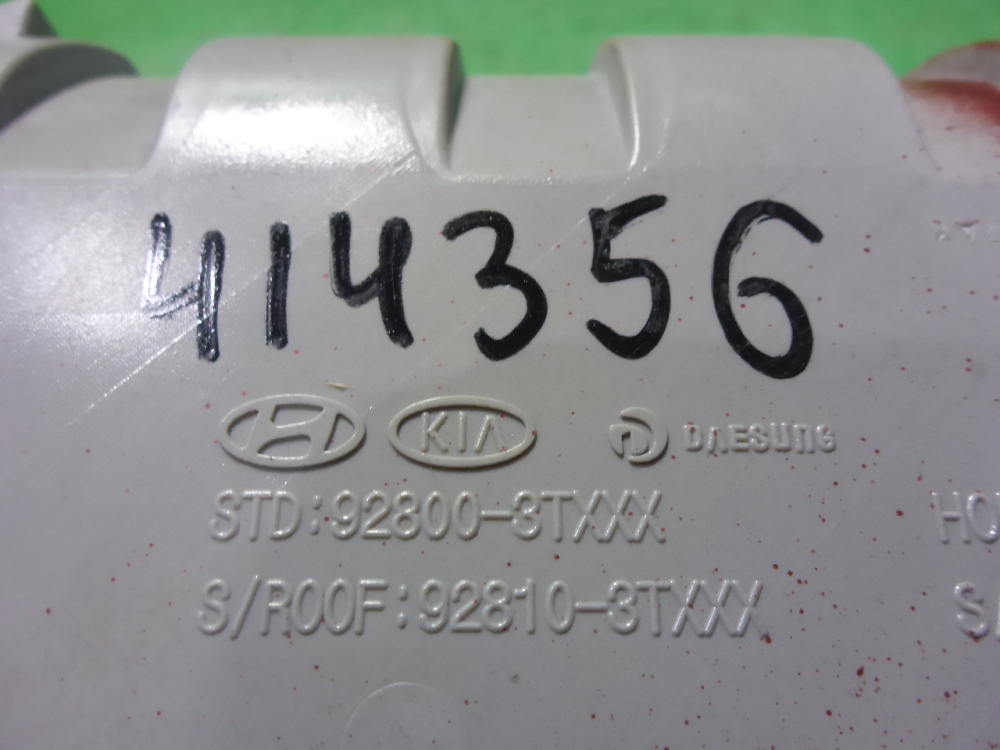 414356
KIA DAESUNG
STD:92800-3TXXX
S/ROOF:92810-3TXXX